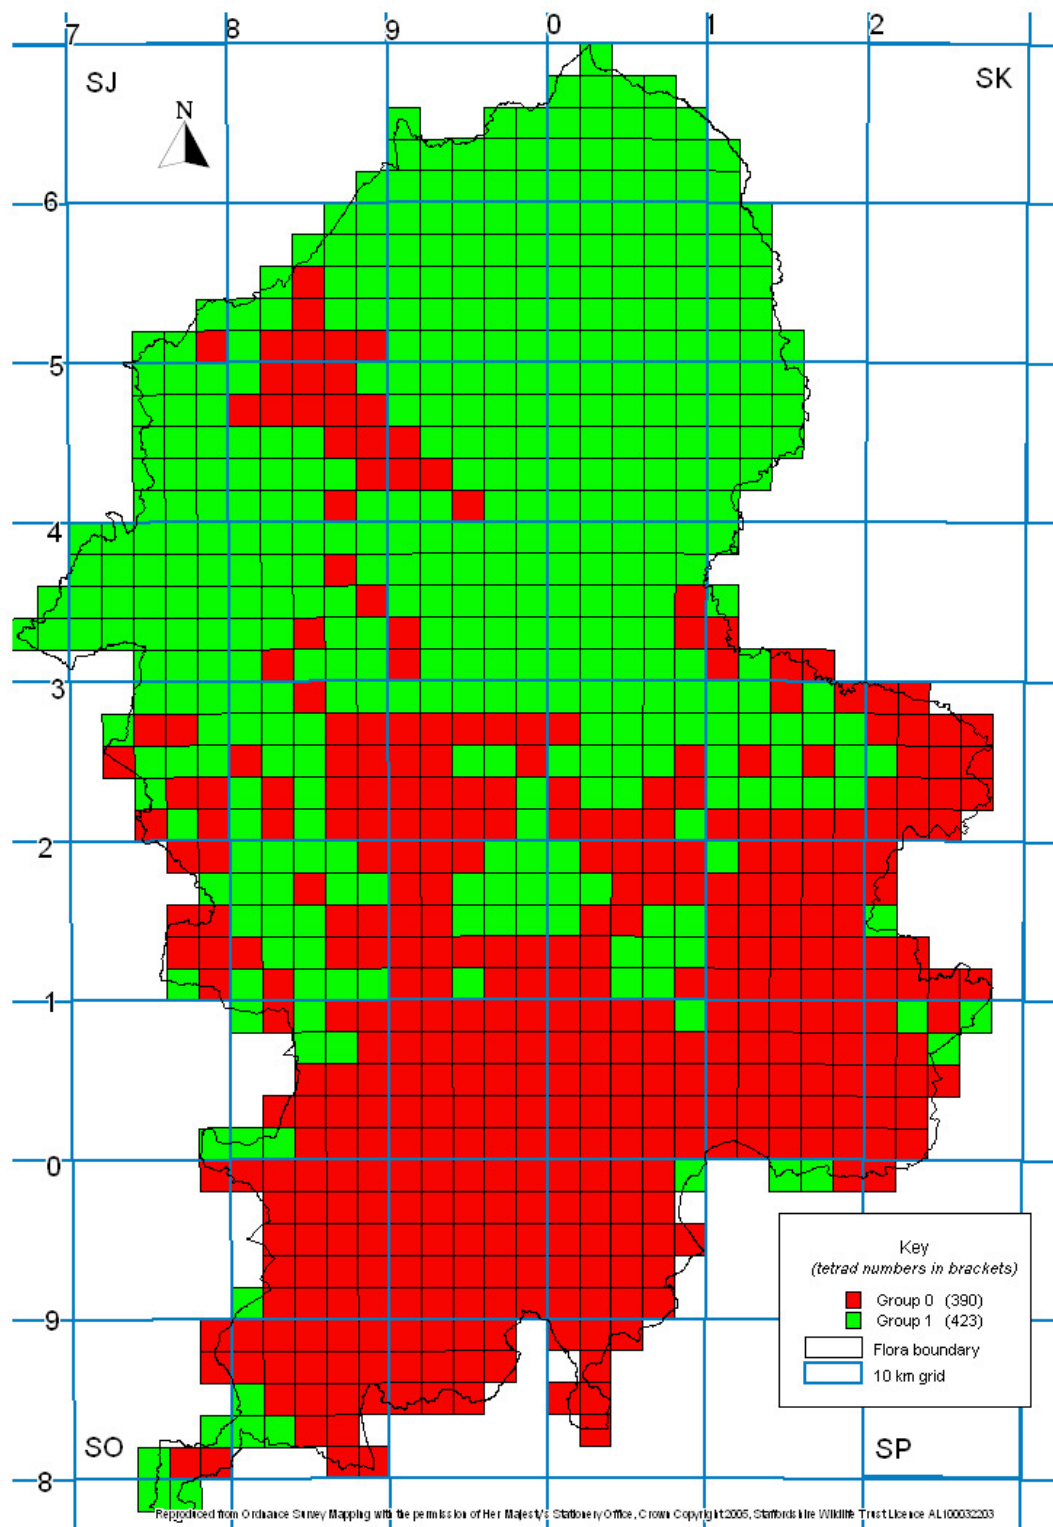 7 8 9 0 1 2
SJ SK
N
6
5
4
3
2
1
0
Key
(tetrad numbers in brackets)
Group 0 (390)
Group 1 (423)
9
Flora boundary
10 km grid
SO SP
8
Reproduced from Ordnance Survey Mapping with the permission of Her Majesty's Stationery Office, Crown Copyright 2005, Staffordshire Wildlife Trust Licence AL100032203